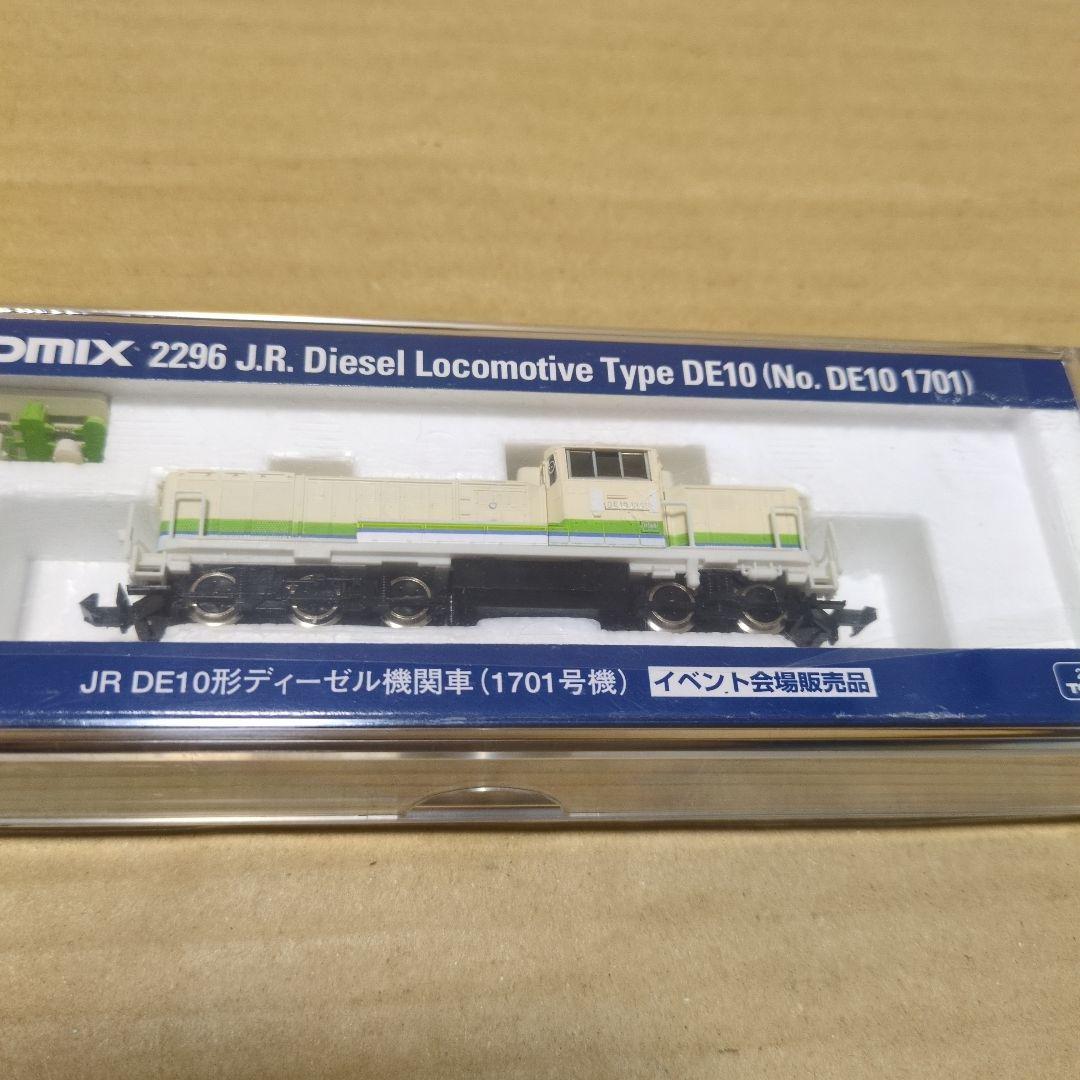 OMIX 2296 J.R. Diesel Locomotive Type DE10 (No. DE10 1701)
JR DE10形ディーゼル機関車(1701号機) イベント会場販売品